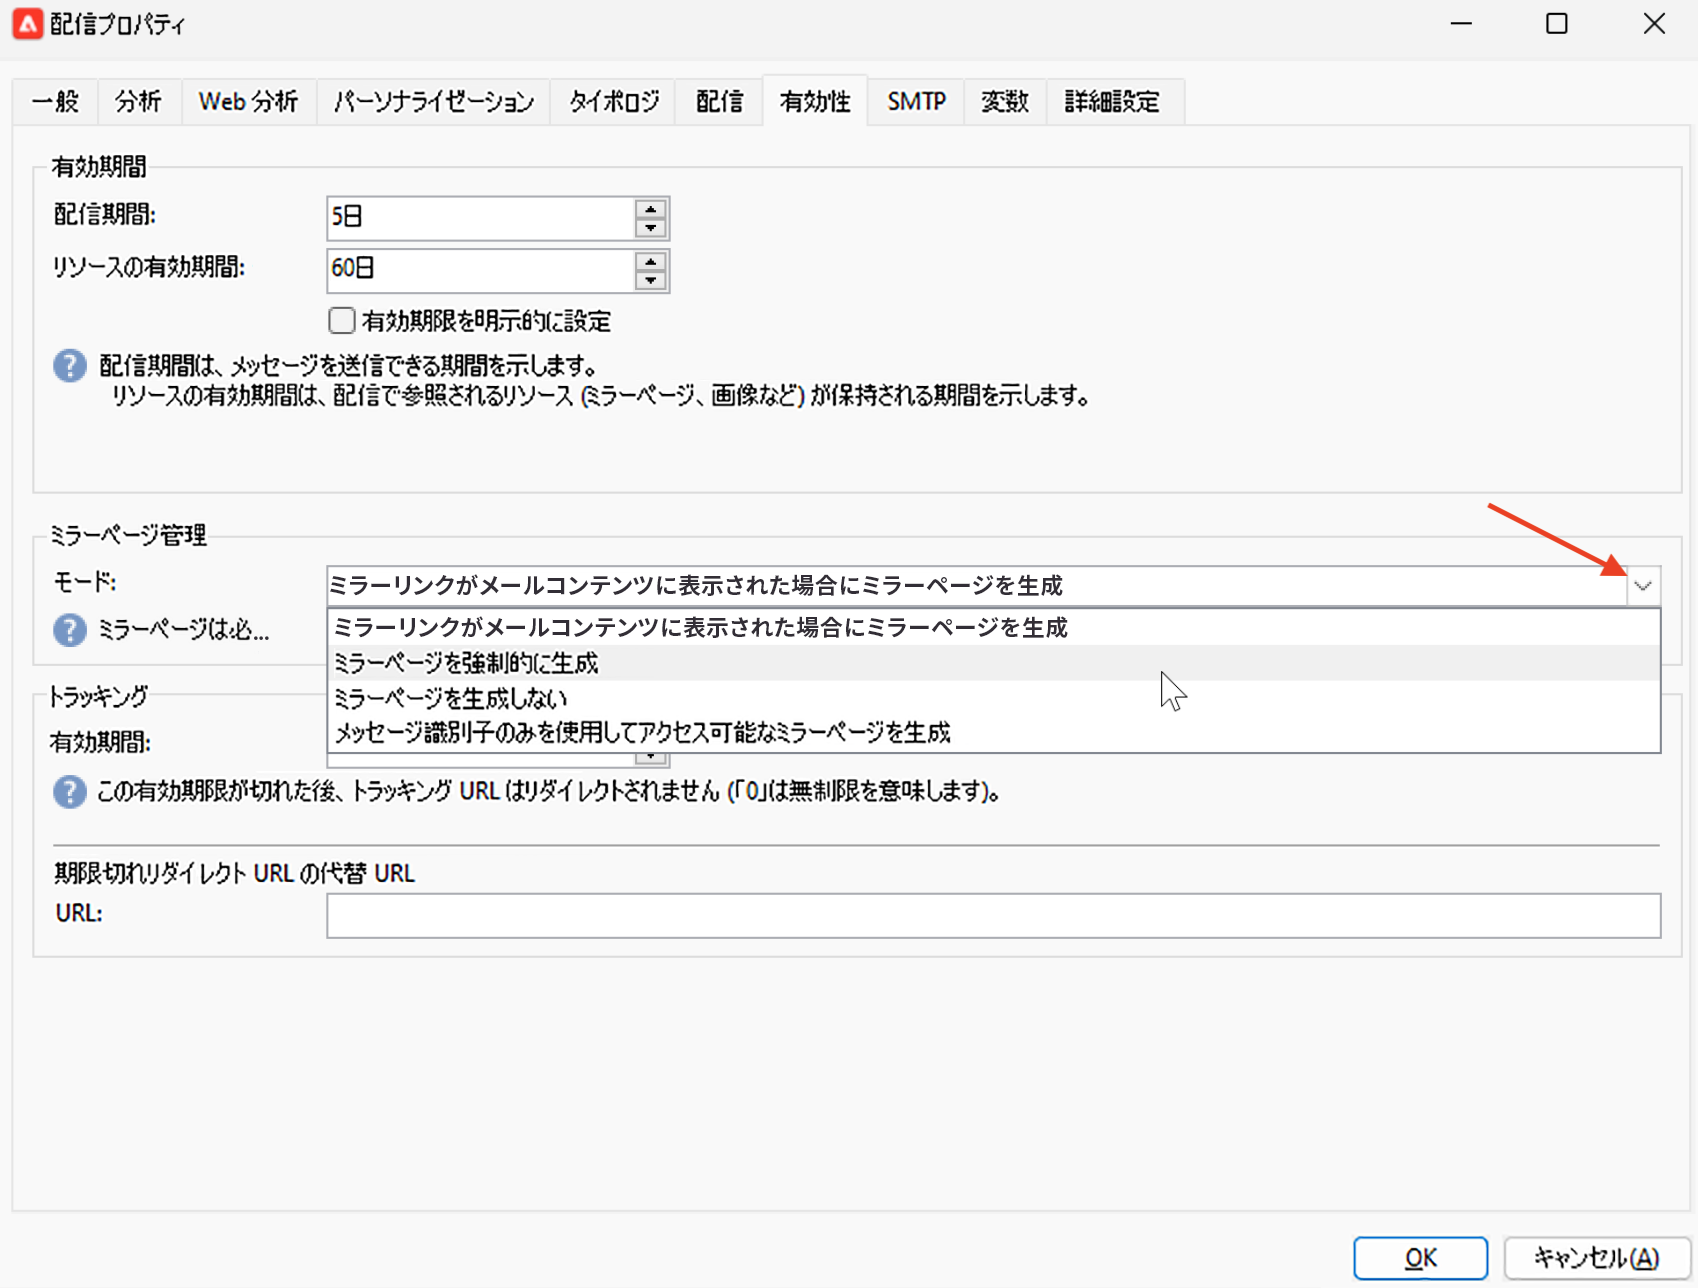 配信プロパティ
一般 分析 Web 分析 パーソナライゼーション タイポロジ 配信 有効性 SMTP 変数 詳細設定
有効期間
配信期間: 5日
リソースの有効期間: 60日
有効期限を明示的に設定
配信期間は、メッセージを送信できる期間を示します。
リソースの有効期間は、配信で参照されるリソース (ミラーページ、画像など) が保持される期間を示します。
ミラーページ管理
モード: ミラーリンクがメールコンテンツに表示された場合にミラーページを生成
ミラーページは必...
ミラーリンクがメールコンテンツに表示された場合にミラーページを生成
ミラーページを強制的に生成
ミラーページを生成しない
メッセージ識別子のみを使用してアクセス可能なミラーページを生成
トラッキング
有効期間:
この有効期限が切れた後、トラッキング URL はリダイレクトされません (「0」は無制限を意味します)。
期限切れリダイレクト URL の代替 URL
URL:
OK キャンセル(A)